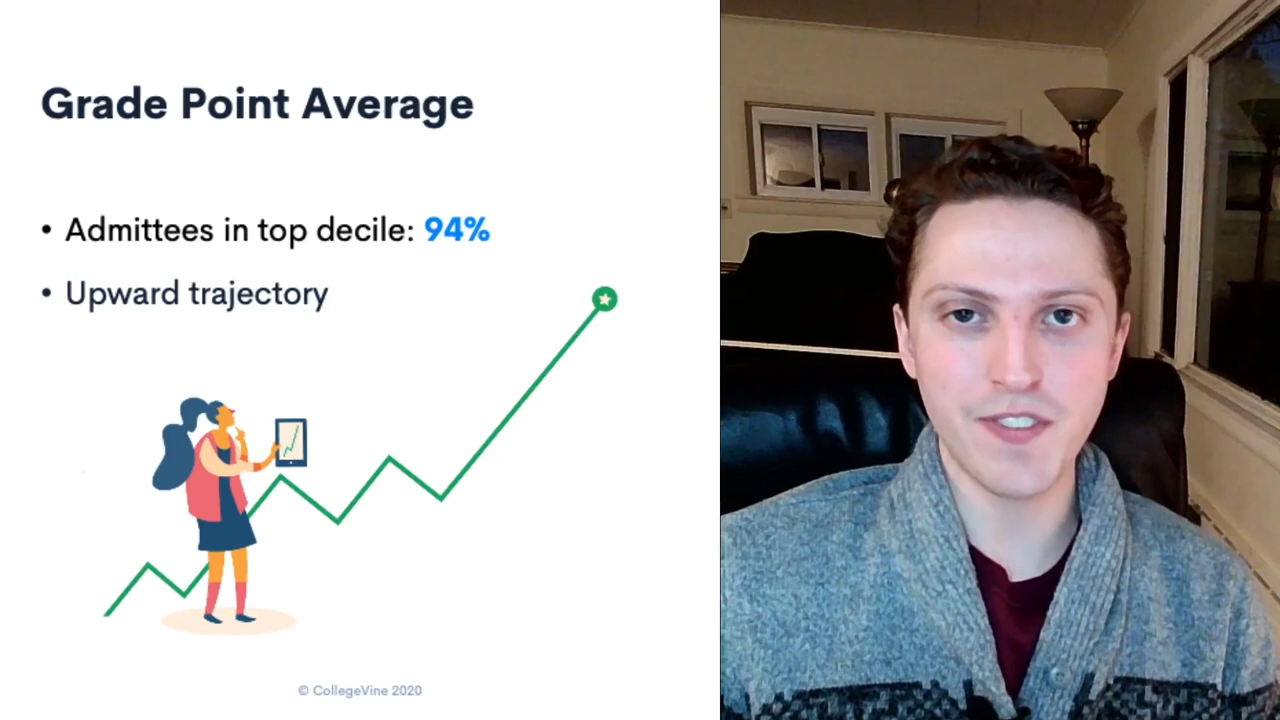 Grade Point Average
• Admittees in top decile: 94%
• Upward trajectory
© CollegeVine 2020